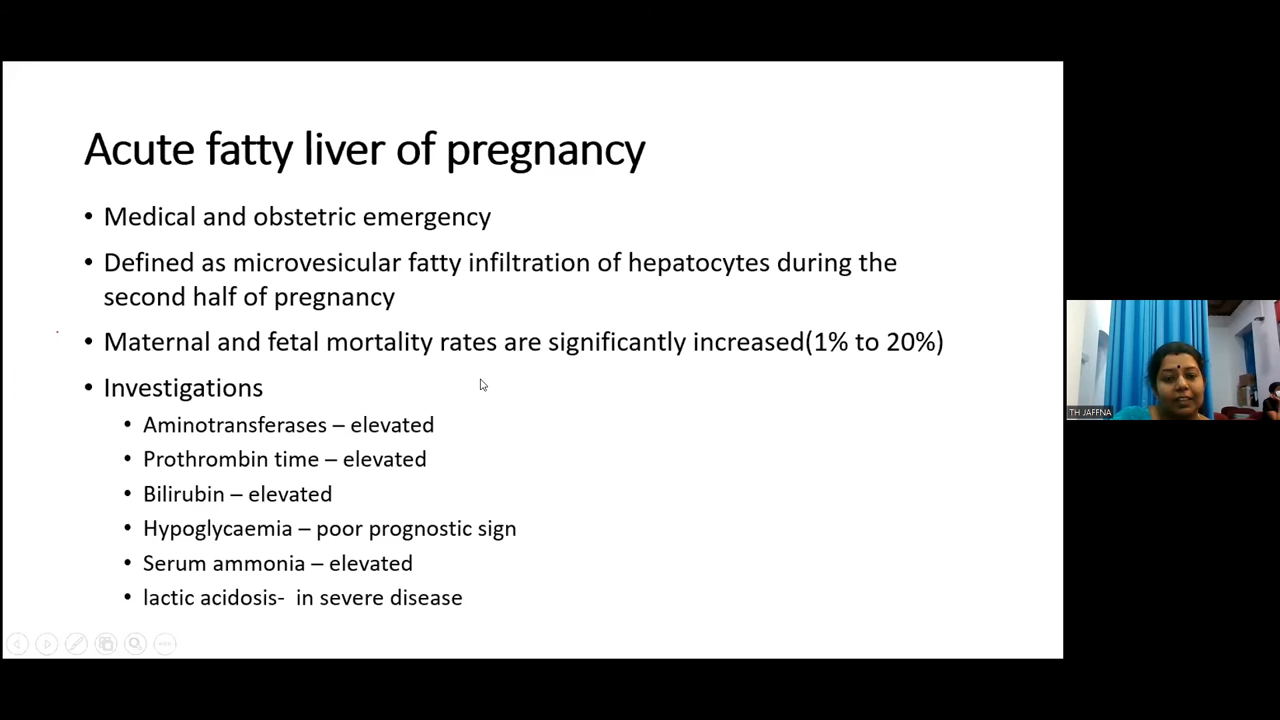 Acute fatty liver of pregnancy
• Medical and obstetric emergency
• Defined as microvesicular fatty infiltration of hepatocytes during the
second half of pregnancy
• Maternal and fetal mortality rates are significantly increased(1% to 20%)
• Investigations
• Aminotransferases – elevated
• Prothrombin time – elevated
• Bilirubin – elevated
• Hypoglycaemia – poor prognostic sign
• Serum ammonia – elevated
• lactic acidosis-  in severe disease
TH JAFFNA